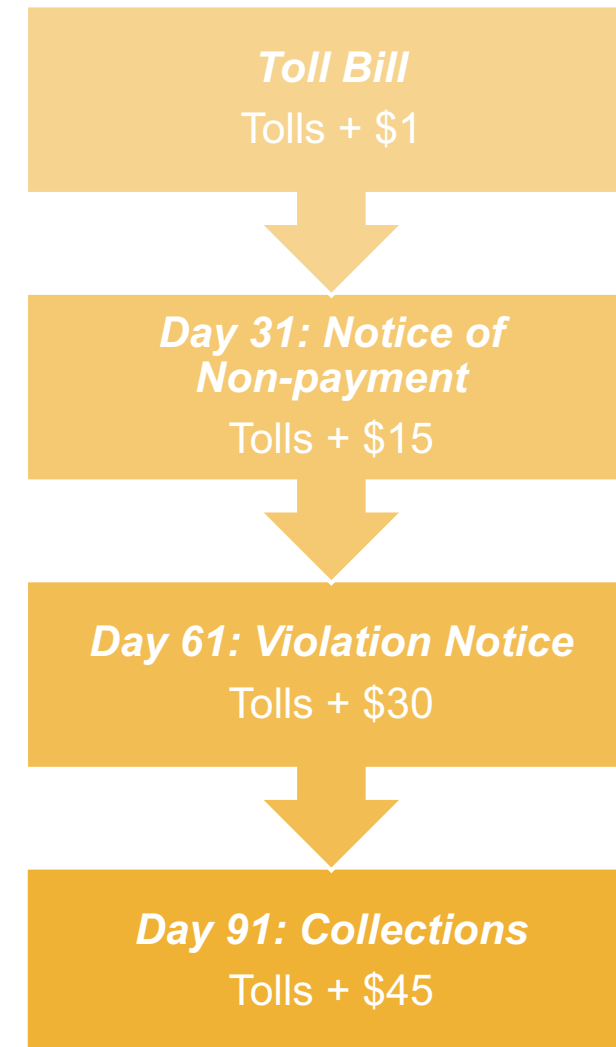 Toll Bill
Tolls + $1
Day 31: Notice of
Non-payment
Tolls + $15
Day 61: Violation Notice
Tolls + $30
Day 91: Collections
Tolls + $45